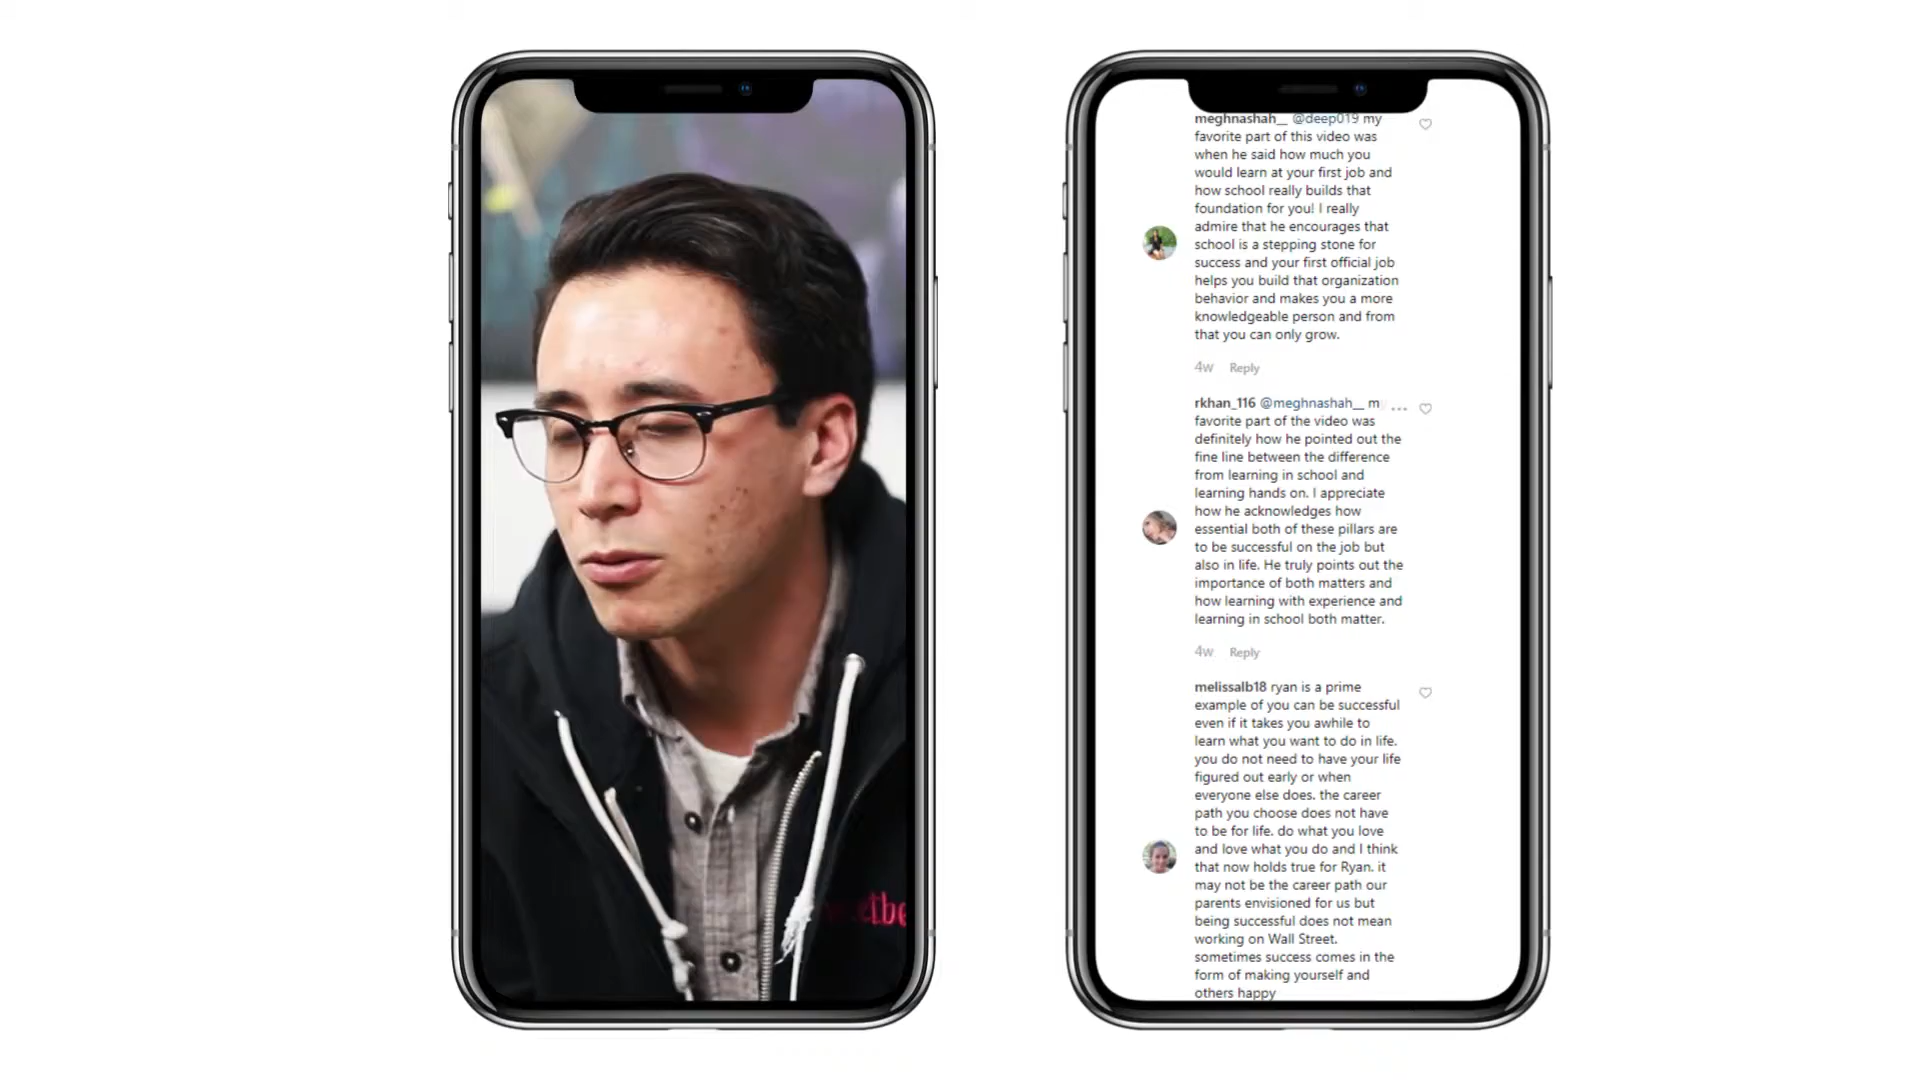 meghnashah__ @deep019 my
favorite part of this video was
when he said how much you
would learn at your first job and
how school really builds that
foundation for you! I really
admire that he encourages that
school is a stepping stone for
success and your first official job
helps you build that organization
behavior and makes you a more
knowledgeable person and from
that you can only grow.
4w Reply
rkhan_116 @meghnashah__ my
favorite part of the video was
definitely how he pointed out the
fine line between the difference
from learning in school and
learning hands on. I appreciate
how he acknowledges how
essential both of these pillars are
to be successful on the job but
also in life. He truly points out the
importance of both matters and
how learning with experience and
learning in school both matter.
4w Reply
melissalb18 ryan is a prime
example of you can be successful
even if it takes you awhile to
learn what you want to do in life.
you do not need to have your life
figured out early or when
everyone else does. the career
path you choose does not have
to be for life. do what you love
and love what you do and I think
that now holds true for Ryan. it
may not be the career path our
parents envisioned for us but
being successful does not mean
working on Wall Street.
sometimes success comes in the
form of making yourself and
others happy